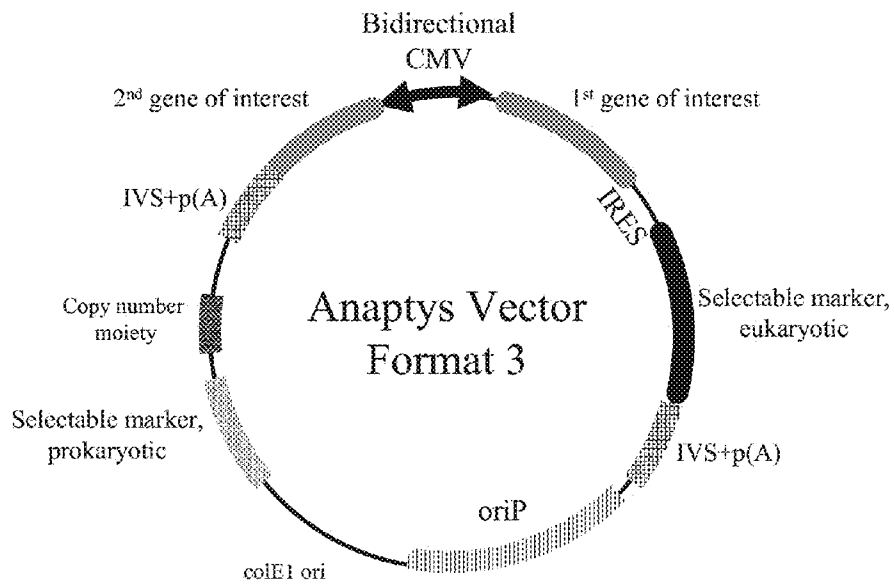 Bidirectional
CMV
2nd gene of interest
1st gene of interest
IVS+p(A)
IRES
Copy number
moiety
Anaptys Vector
Format 3
Selectable marker,
eukaryotic
Selectable marker,
prokaryotic
IVS+p(A)
oriP
colE1 ori